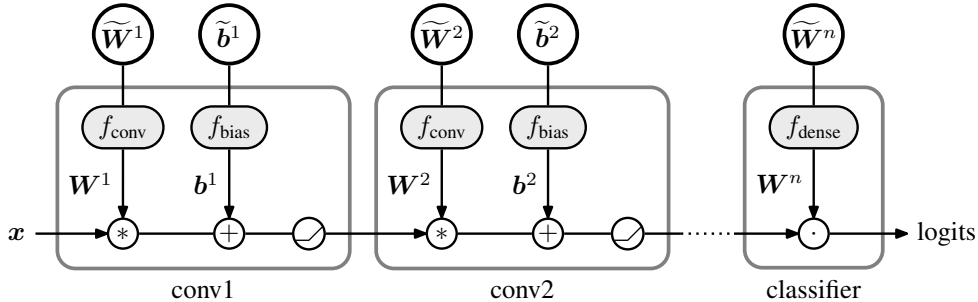 W̃¹ b̃¹ W̃² b̃² W̃ⁿ
f_conv f_bias f_conv f_bias f_dense
W¹ b¹ W² b² Wⁿ
x * + * + · logits
conv1 conv2 classifier